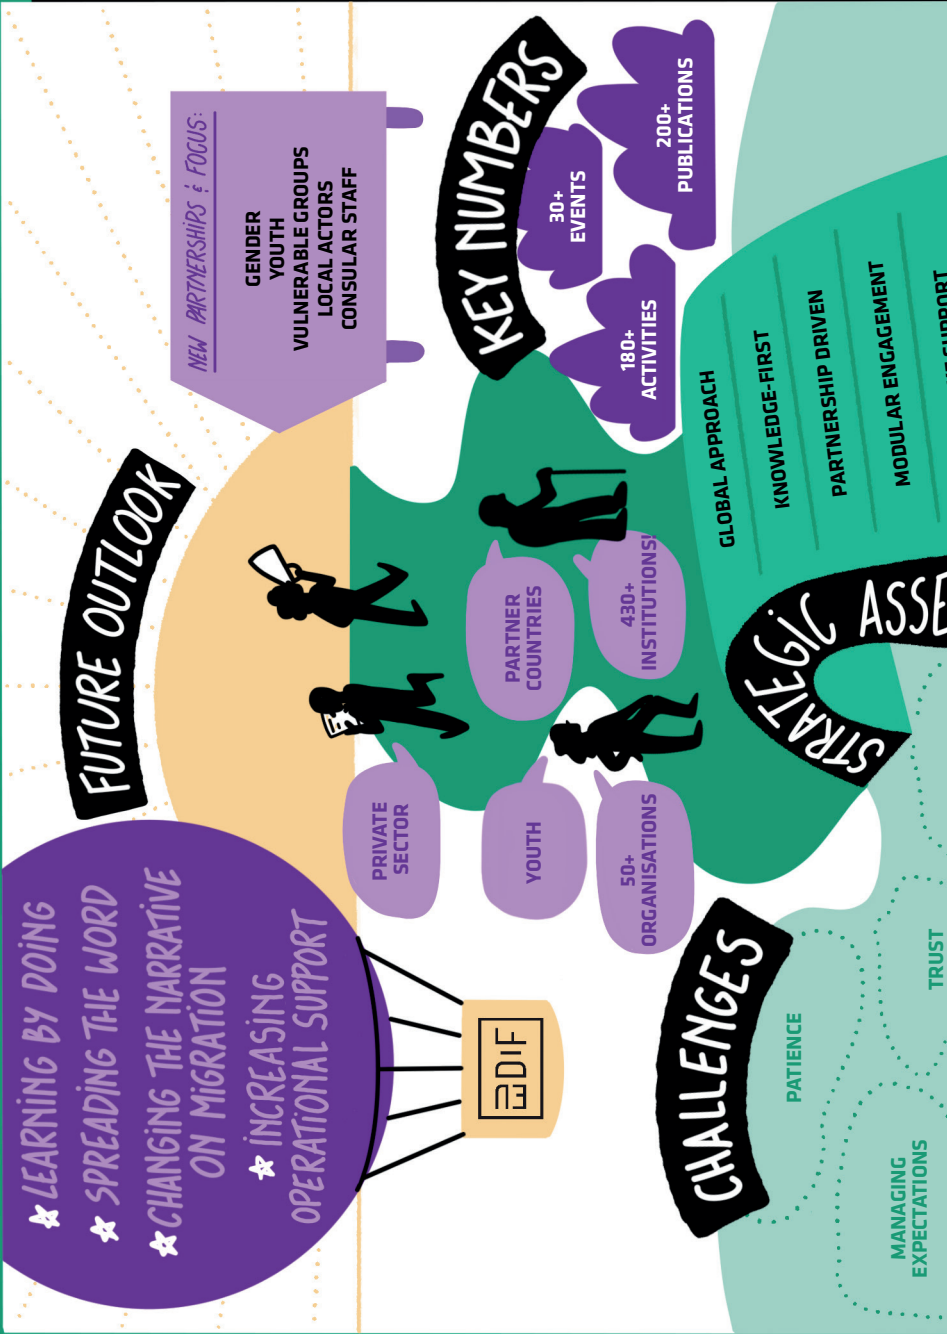 FUTURE OUTLOOK
★ LEARNING BY DOING
★ SPREADING THE WORD
★ CHANGING THE NARRATIVE
ON MIGRATION
★ INCREASING
OPERATIONAL SUPPORT
NEW PARTNERSHIPS & FOCUS:
GENDER
YOUTH
VULNERABLE GROUPS
LOCAL ACTORS
CONSULAR STAFF
KEY NUMBERS
30+
EVENTS
200+
PUBLICATIONS
180+
ACTIVITIES
PRIVATE
SECTOR
YOUTH
50+
ORGANISATIONS
PARTNER
COUNTRIES
430+
INSTITUTIONS!
CHALLENGES
PATIENCE
TRUST
MANAGING
EXPECTATIONS
STRATEGIC
GLOBAL APPROACH
KNOWLEDGE-FIRST
PARTNERSHIP DRIVEN
MODULAR ENGAGEMENT